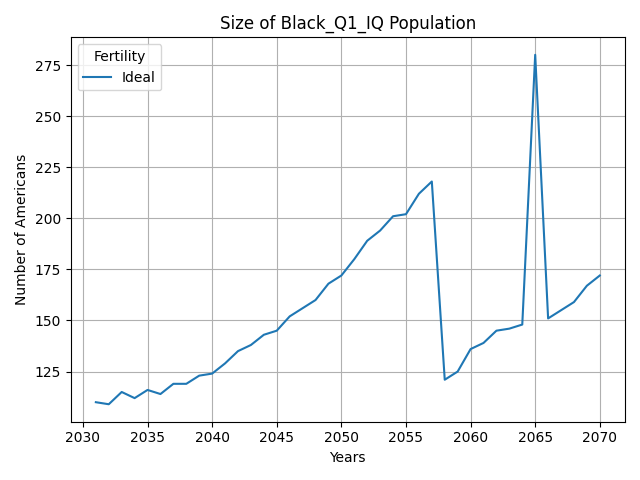 Size of Black_Q1_IQ Population
Fertility
Ideal
Number of Americans
275
250
225
200
175
150
125
2030 2035 2040 2045 2050 2055 2060 2065 2070
Years